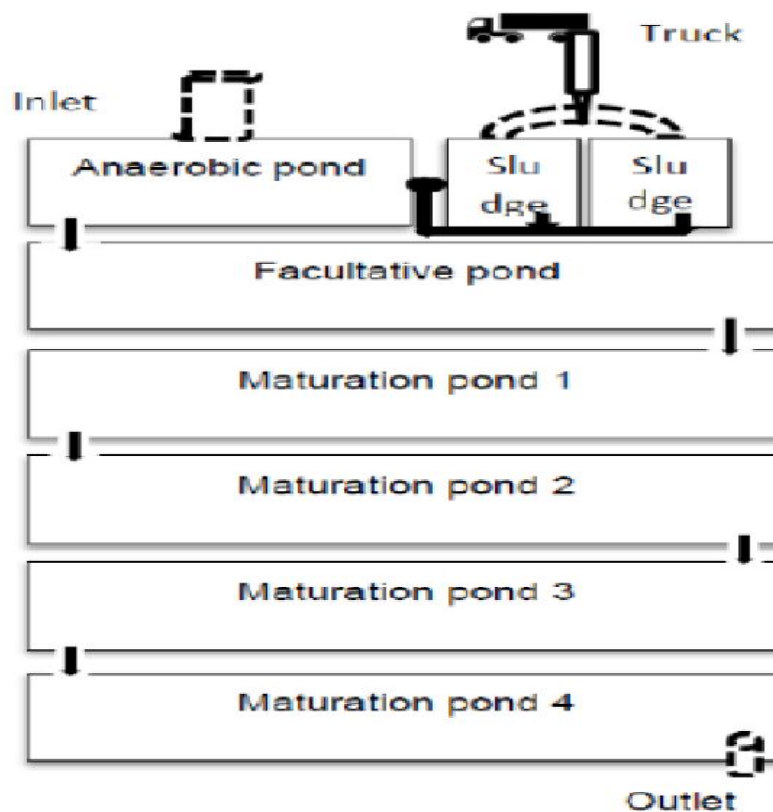 Truck
Inlet
Anaerobic pond
Slu
dge
Slu
dge
Facultative pond
Maturation pond 1
Maturation pond 2
Maturation pond 3
Maturation pond 4
Outlet